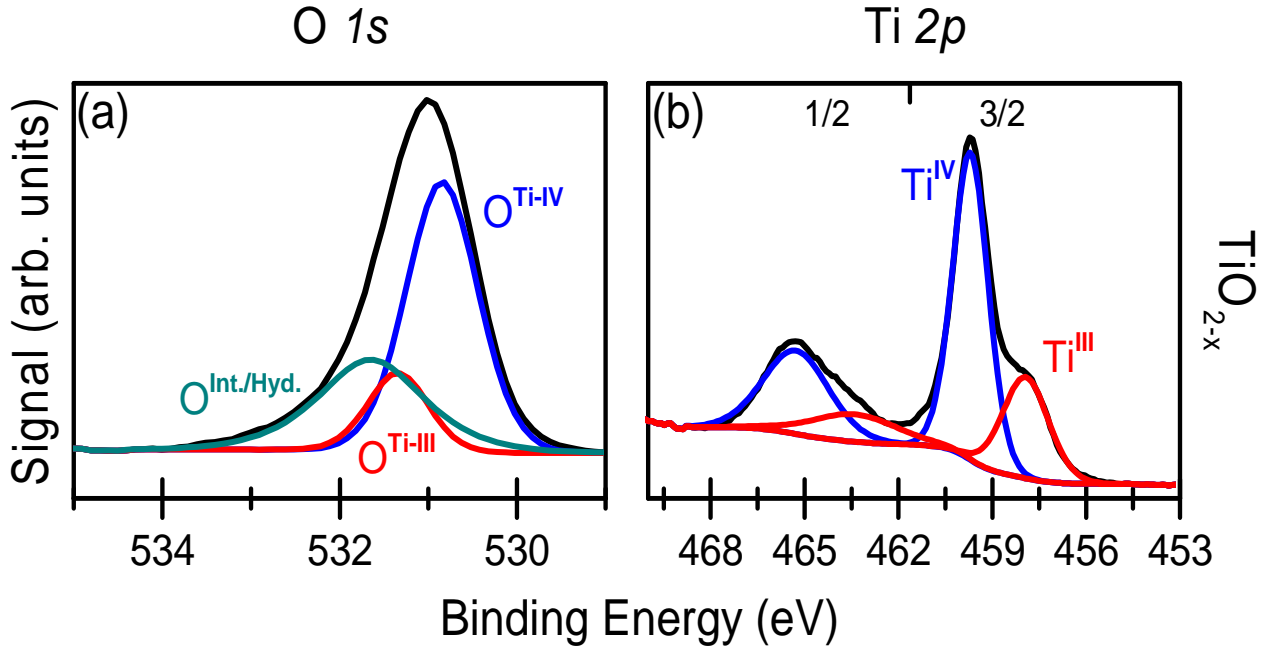 O 1s
Ti 2p
(a)
(b)
1/2
3/2
Ti^IV
O^Ti-IV
Ti^III
O^Int./Hyd.
O^Ti-III
Signal (arb. units)
TiO₂₋ₓ
534
532
530
468
465
462
459
456
453
Binding Energy (eV)